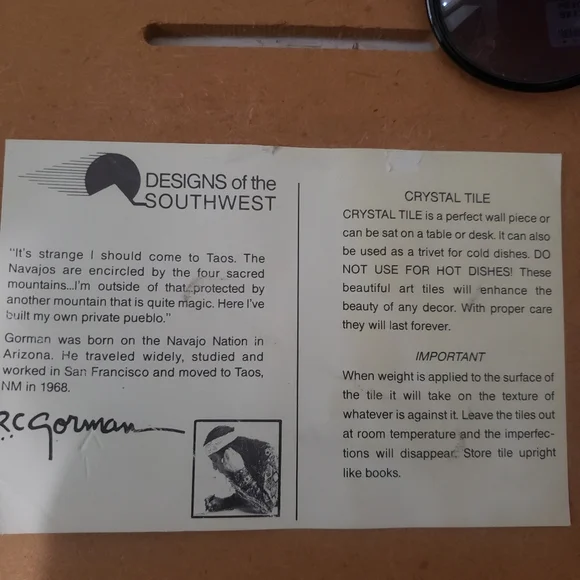 DESIGNS of the
SOUTHWEST
"It's strange I should come to Taos. The
Navajos are encircled by the four sacred
mountains...I'm outside of that...protected by
another mountain that is quite magic. Here I've
built my own private pueblo."
Gorman was born on the Navajo Nation in
Arizona. He traveled widely, studied and
worked in San Francisco and moved to Taos,
NM in 1968.
R.C. Gorman
CRYSTAL TILE
CRYSTAL TILE is a perfect wall piece or
can be sat on a table or desk. It can also
be used as a trivet for cold dishes. DO
NOT USE FOR HOT DISHES! These
beautiful art tiles will enhance the
beauty of any decor. With proper care
they will last forever.
IMPORTANT
When weight is applied to the surface of
the tile it will take on the texture of
whatever is against it. Leave the tiles out
at room temperature and the imperfec-
tions will disappear. Store tile upright
like books.